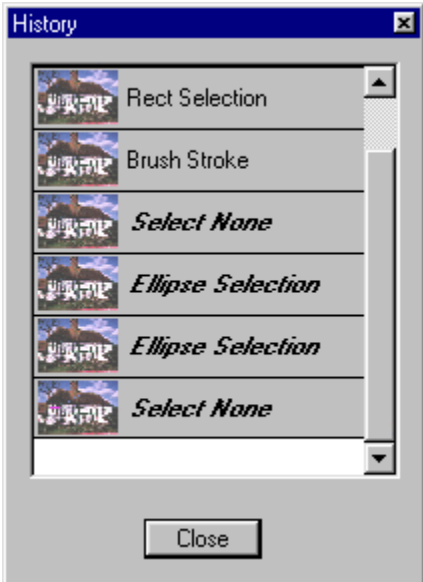 History
Rect Selection
Brush Stroke
Select None
Ellipse Selection
Ellipse Selection
Select None
Close